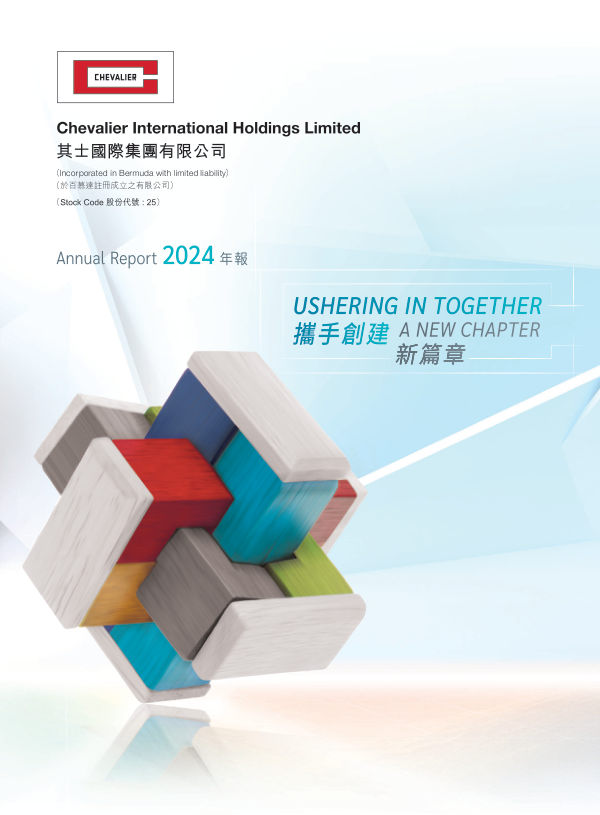 CHEVALIER
Chevalier International Holdings Limited
其士國際集團有限公司
(Incorporated in Bermuda with limited liability)
(於百慕達註冊成立之有限公司)
(Stock Code 股份代號 : 25)
Annual Report 2024 年報
USHERING IN TOGETHER
攜手創建 A NEW CHAPTER
新篇章